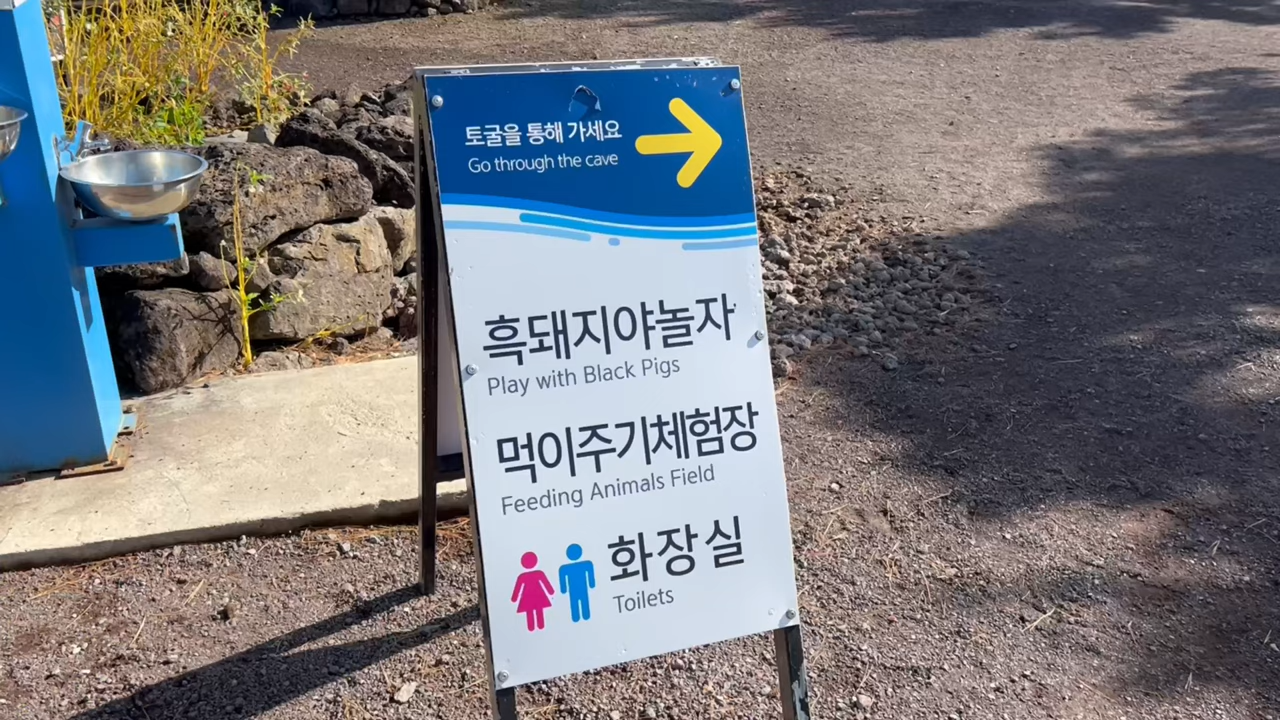 토굴을 통해 가세요
Go through the cave
흑돼지야놀자
Play with Black Pigs
먹이주기체험장
Feeding Animals Field
화장실
Toilets